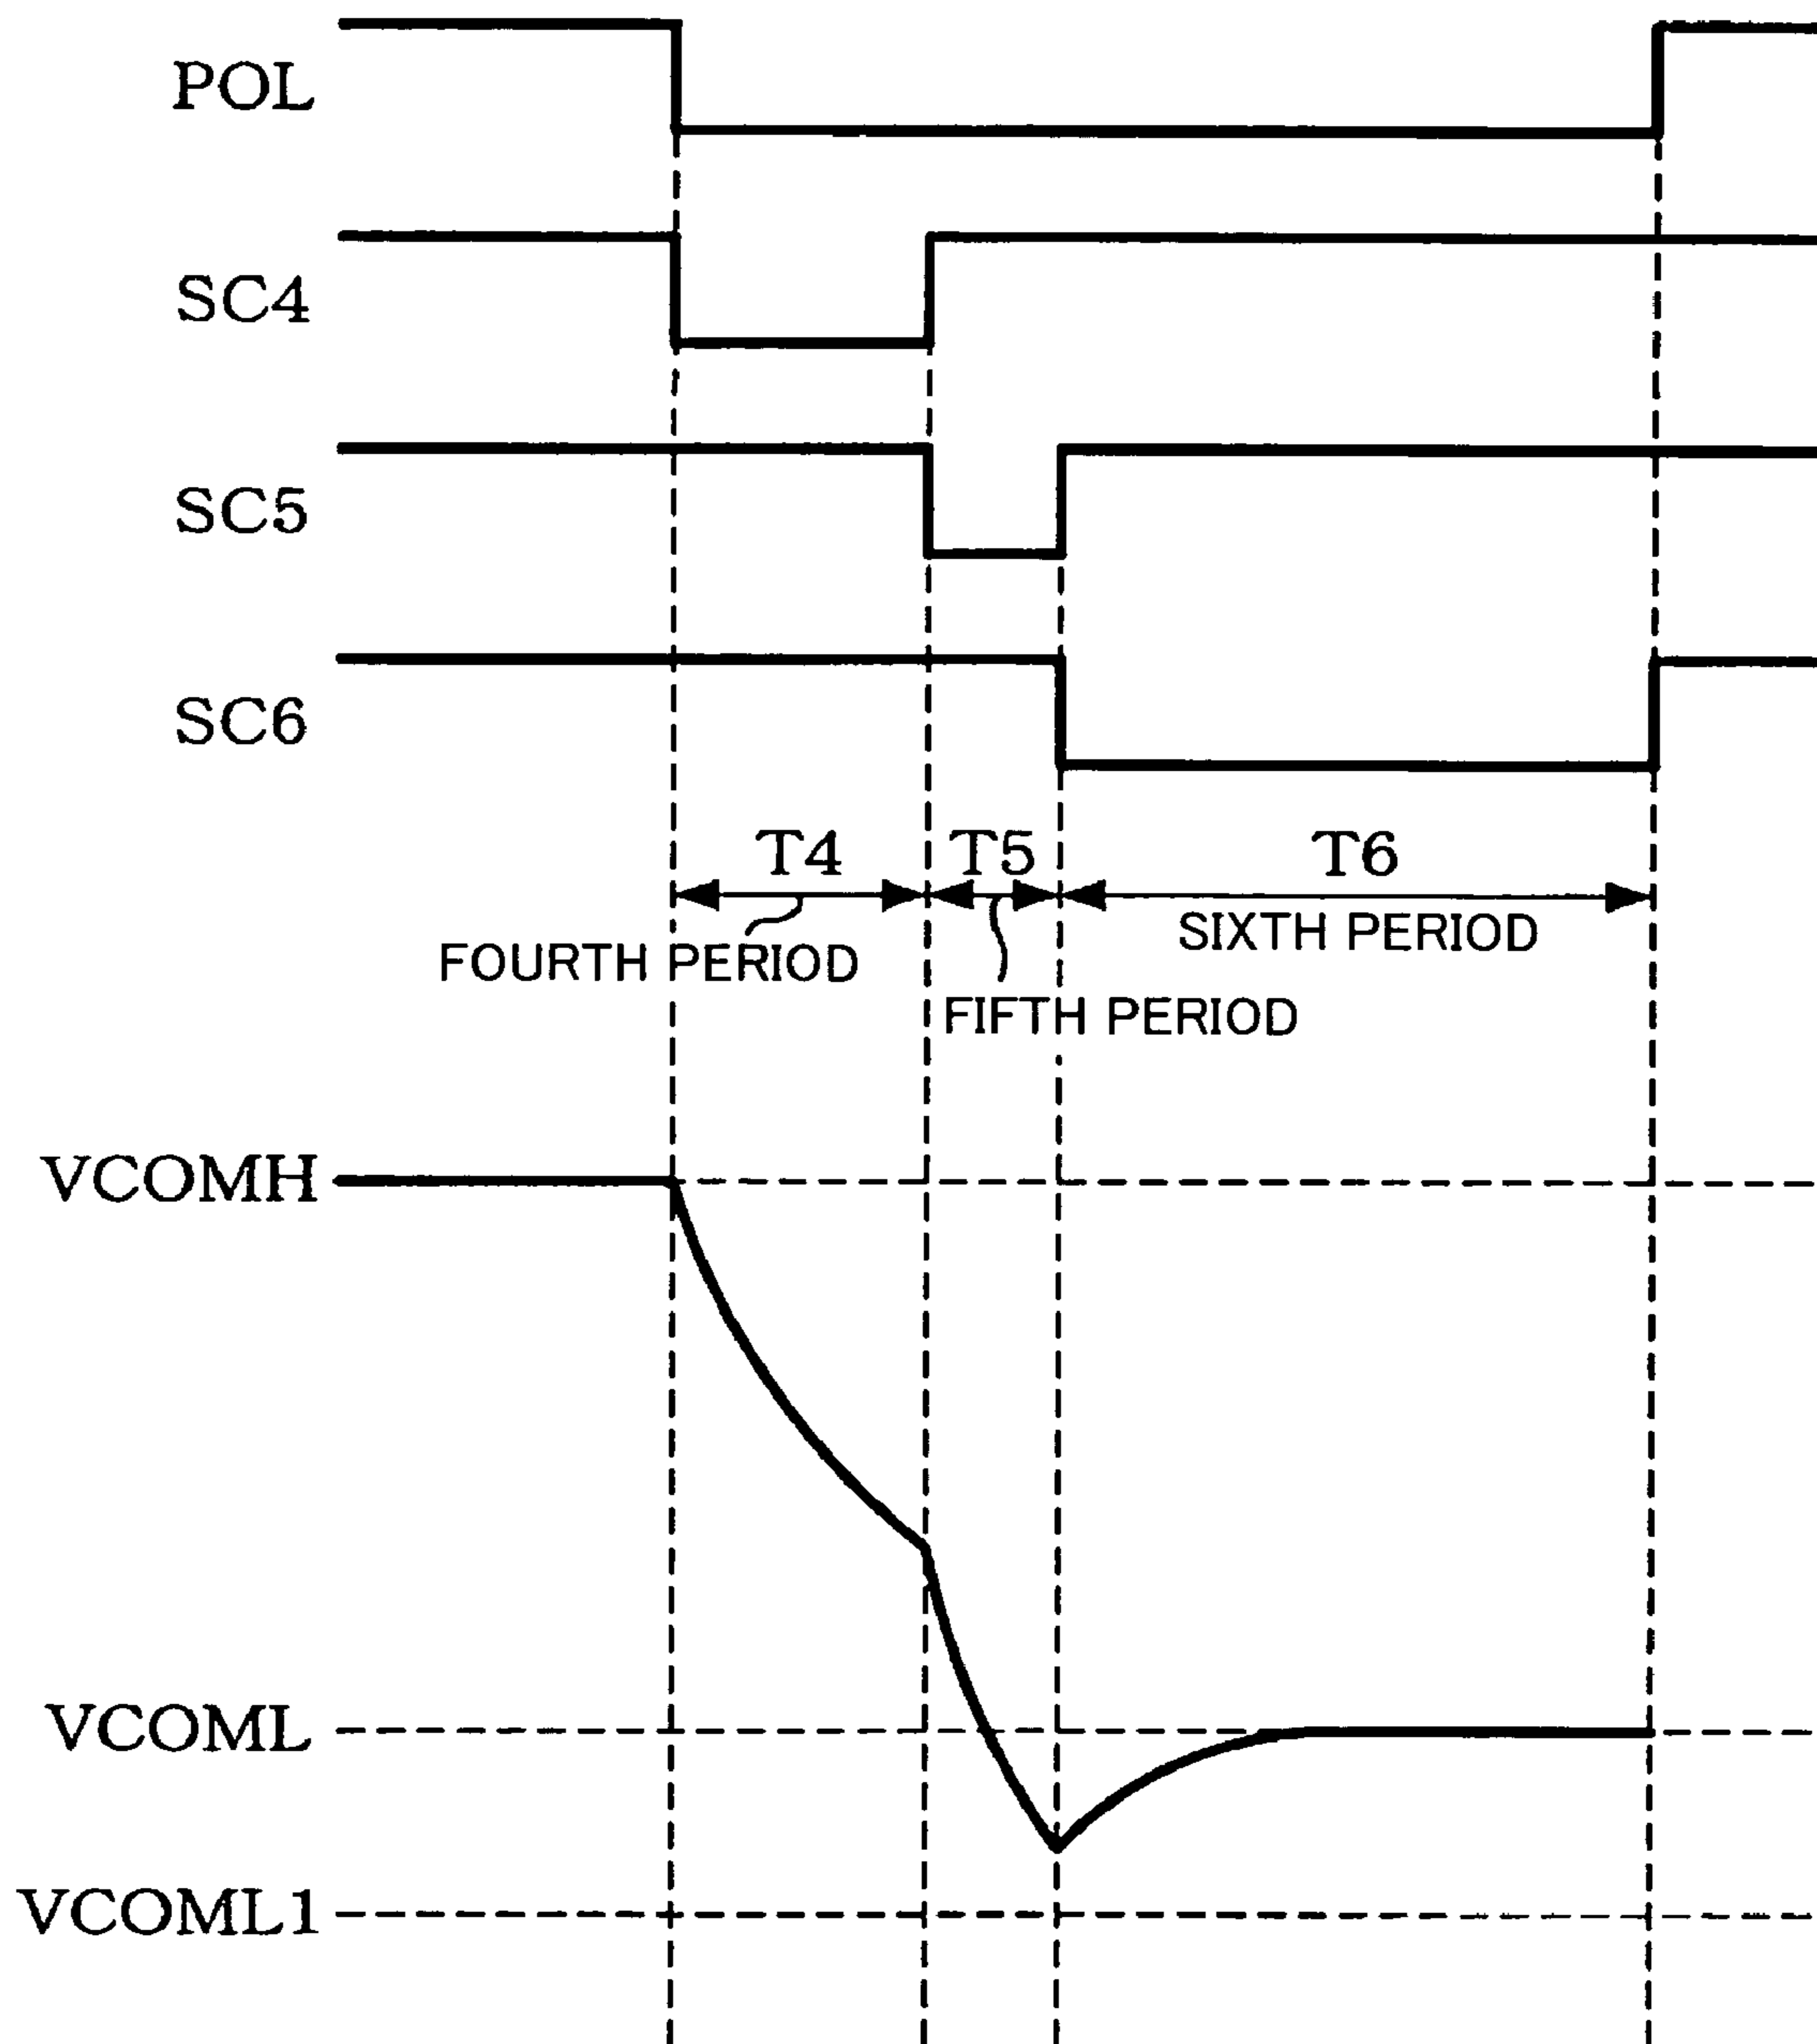 POL
SC4
SC5
SC6
T4 T5 T6
FOURTH PERIOD
SIXTH PERIOD
FIFTH PERIOD
VCOMH
VCOML
VCOML1